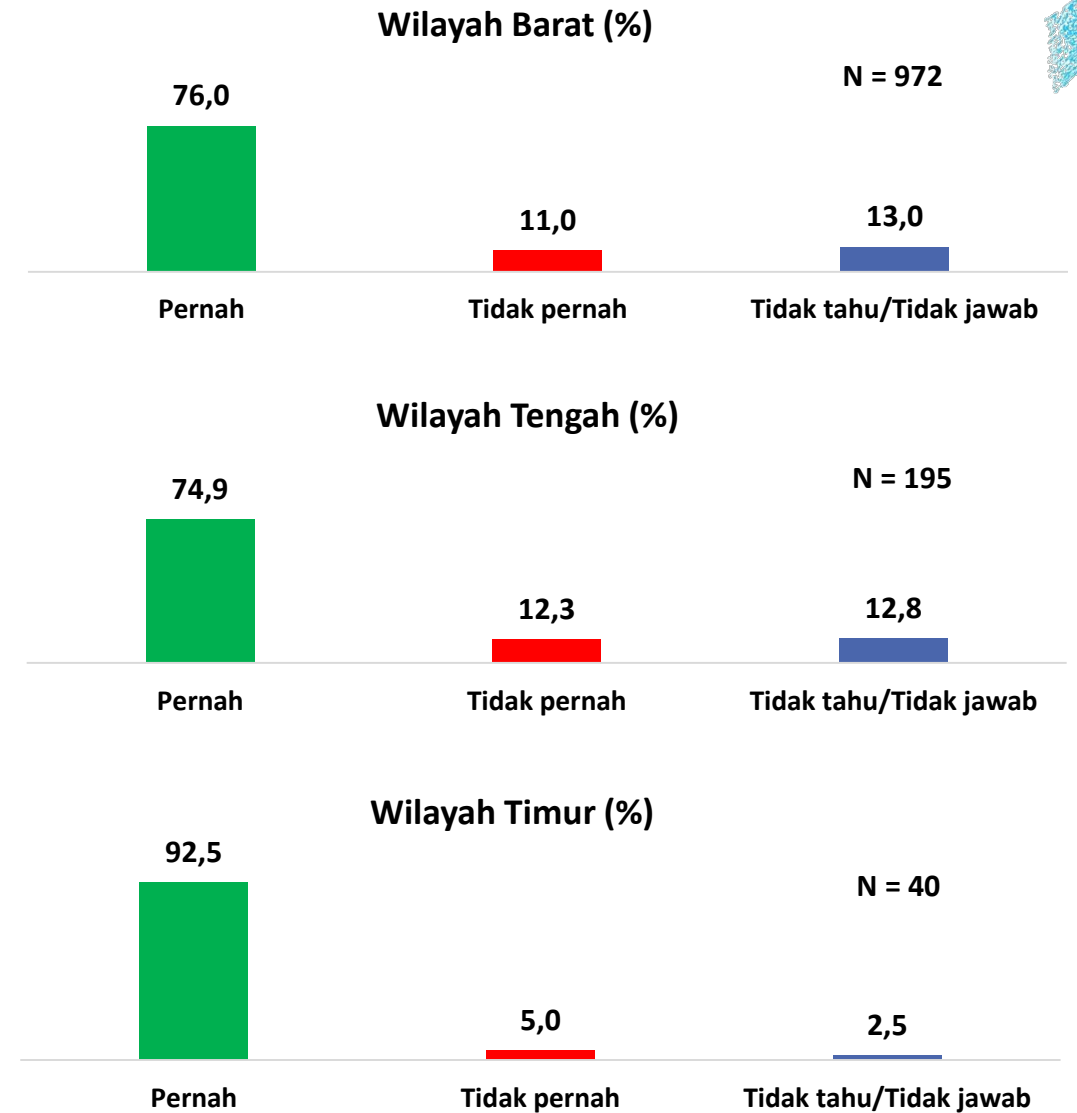 Wilayah Barat (%)
N = 972
76,0
11,0
13,0
Pernah
Tidak pernah
Tidak tahu/Tidak jawab
Wilayah Tengah (%)
N = 195
74,9
12,3
12,8
Pernah
Tidak pernah
Tidak tahu/Tidak jawab
Wilayah Timur (%)
92,5
N = 40
5,0
2,5
Pernah
Tidak pernah
Tidak tahu/Tidak jawab